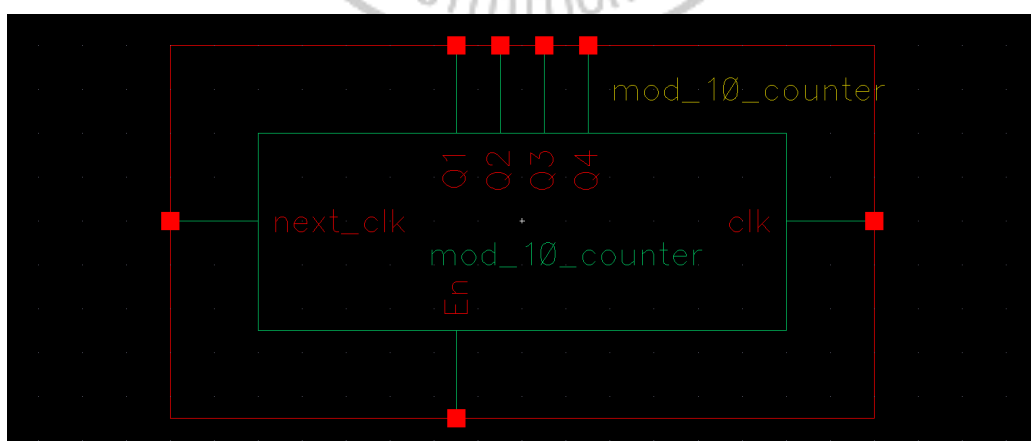 mod_10_counter
Q1 Q2 Q3 Q4
next_clk clk
mod_10_counter
En